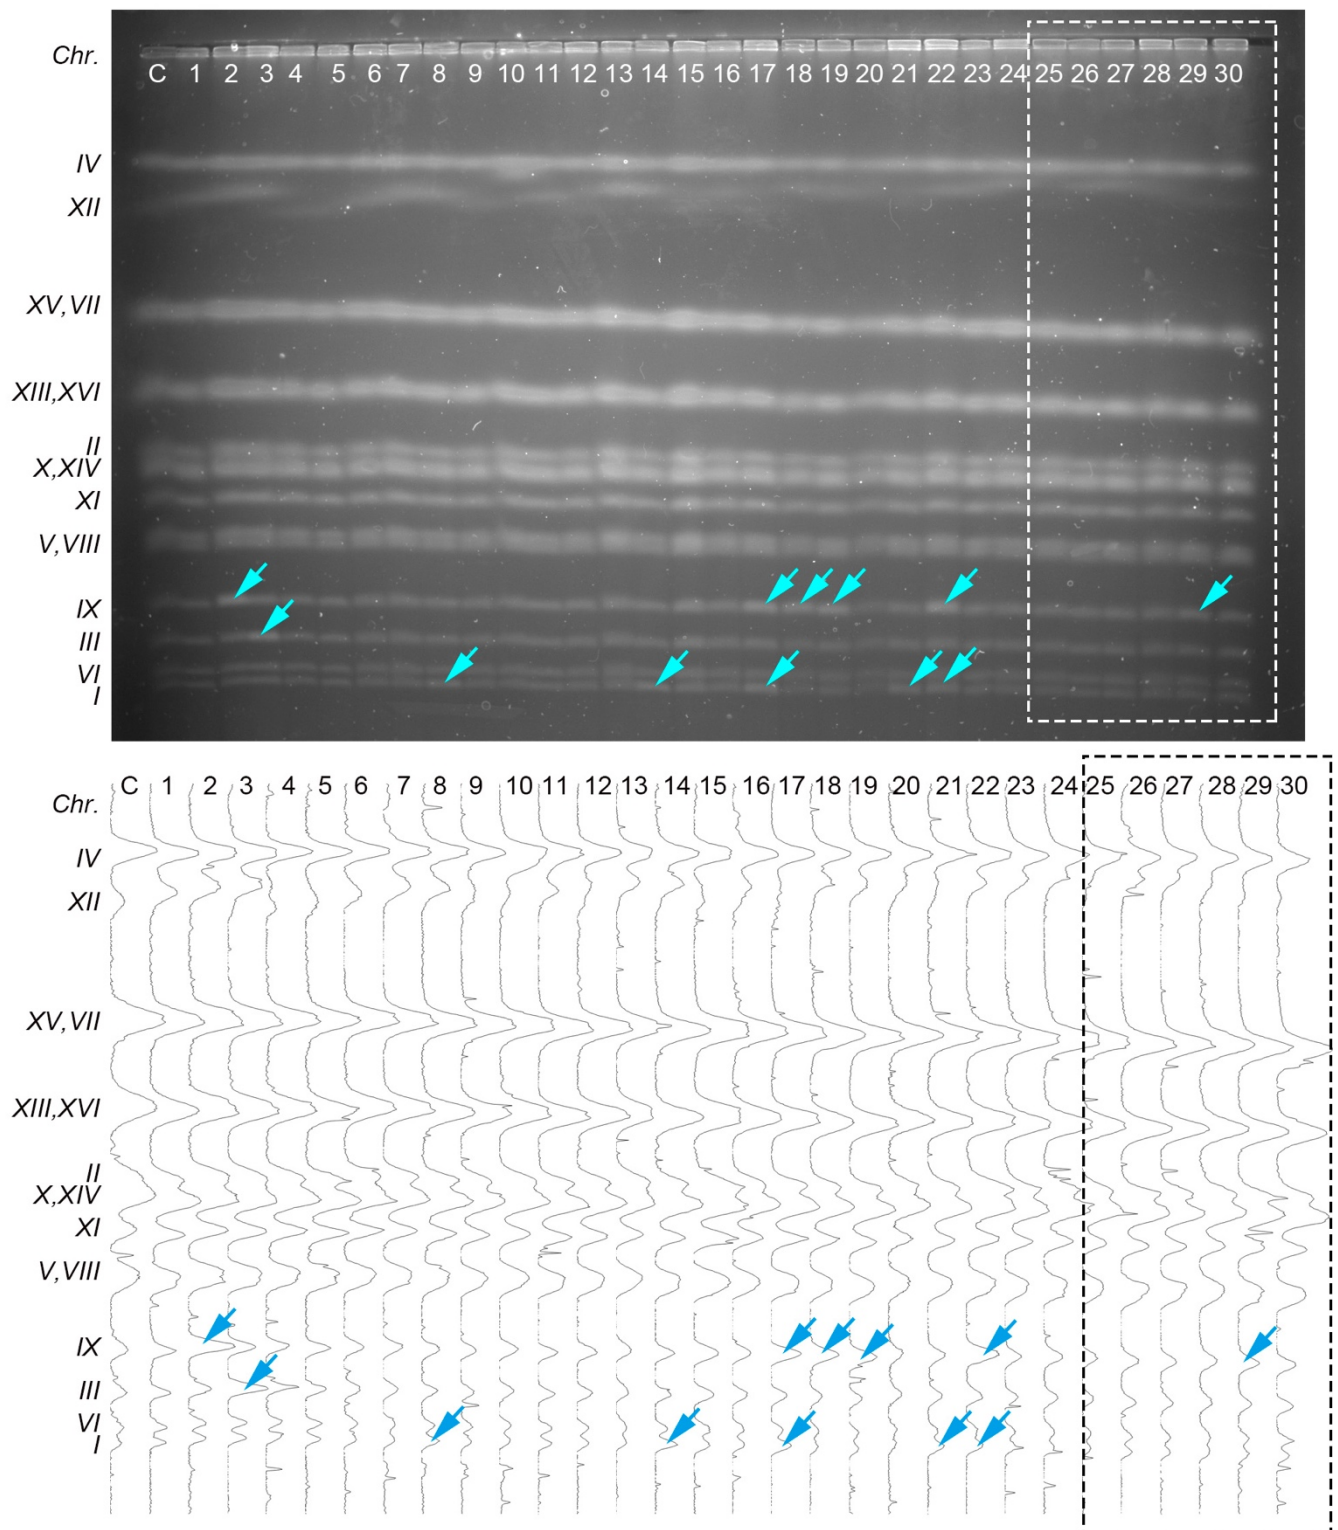 Chr.
C 1 2 3 4 5 6 7 8 9 10 11 12 13 14 15 16 17 18 19 20 21 22 23 24 25 26 27 28 29 30
IV
XII
XV,VII
XIII,XVI
II
X,XIV
XI
V,VIII
IX
III
VI
I
C 1 2 3 4 5 6 7 8 9 10 11 12 13 14 15 16 17 18 19 20 21 22 23 24 25 26 27 28 29 30
Chr.
IV
XII
XV,VII
XIII,XVI
II
X,XIV
XI
V,VIII
IX
III
VI
I